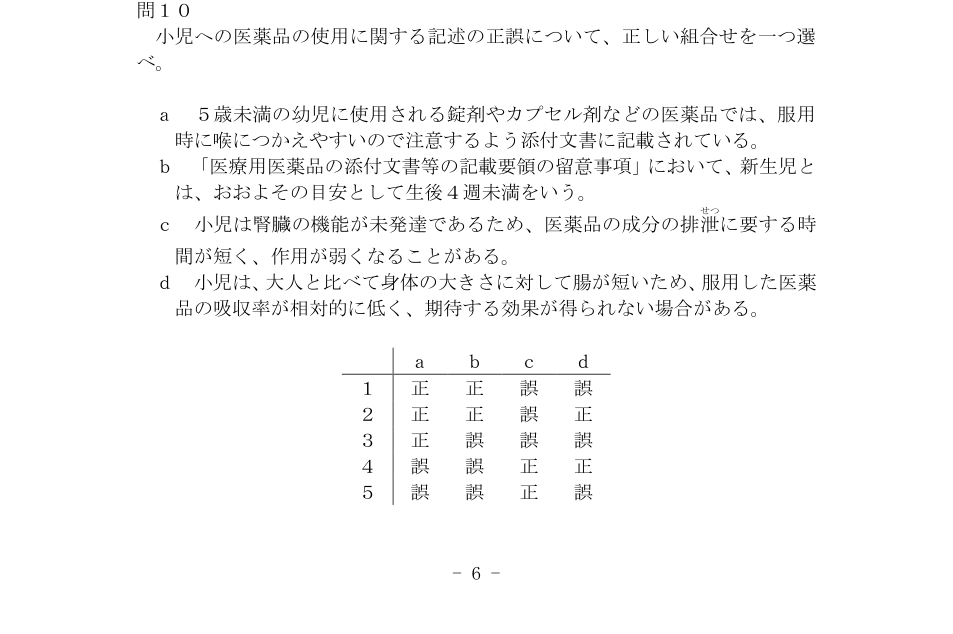 問１０
小児への医薬品の使用に関する記述の正誤について、正しい組合せを一つ選
べ。
ａ　５歳未満の幼児に使用される錠剤やカプセル剤などの医薬品では、服用
時に喉につかえやすいので注意するよう添付文書に記載されている。
ｂ　「医療用医薬品の添付文書等の記載要領の留意事項」において、新生児と
は、おおよその目安として生後４週未満をいう。
せつ
ｃ　小児は腎臓の機能が未発達であるため、医薬品の成分の排泄に要する時
間が短く、作用が弱くなることがある。
ｄ　小児は、大人と比べて身体の大きさに対して腸が短いため、服用した医薬
品の吸収率が相対的に低く、期待する効果が得られない場合がある。
ａ　ｂ　ｃ　ｄ
１　正　正　誤　誤
２　正　正　誤　正
３　正　誤　誤　誤
４　誤　誤　正　正
５　誤　誤　正　誤
- 6 -